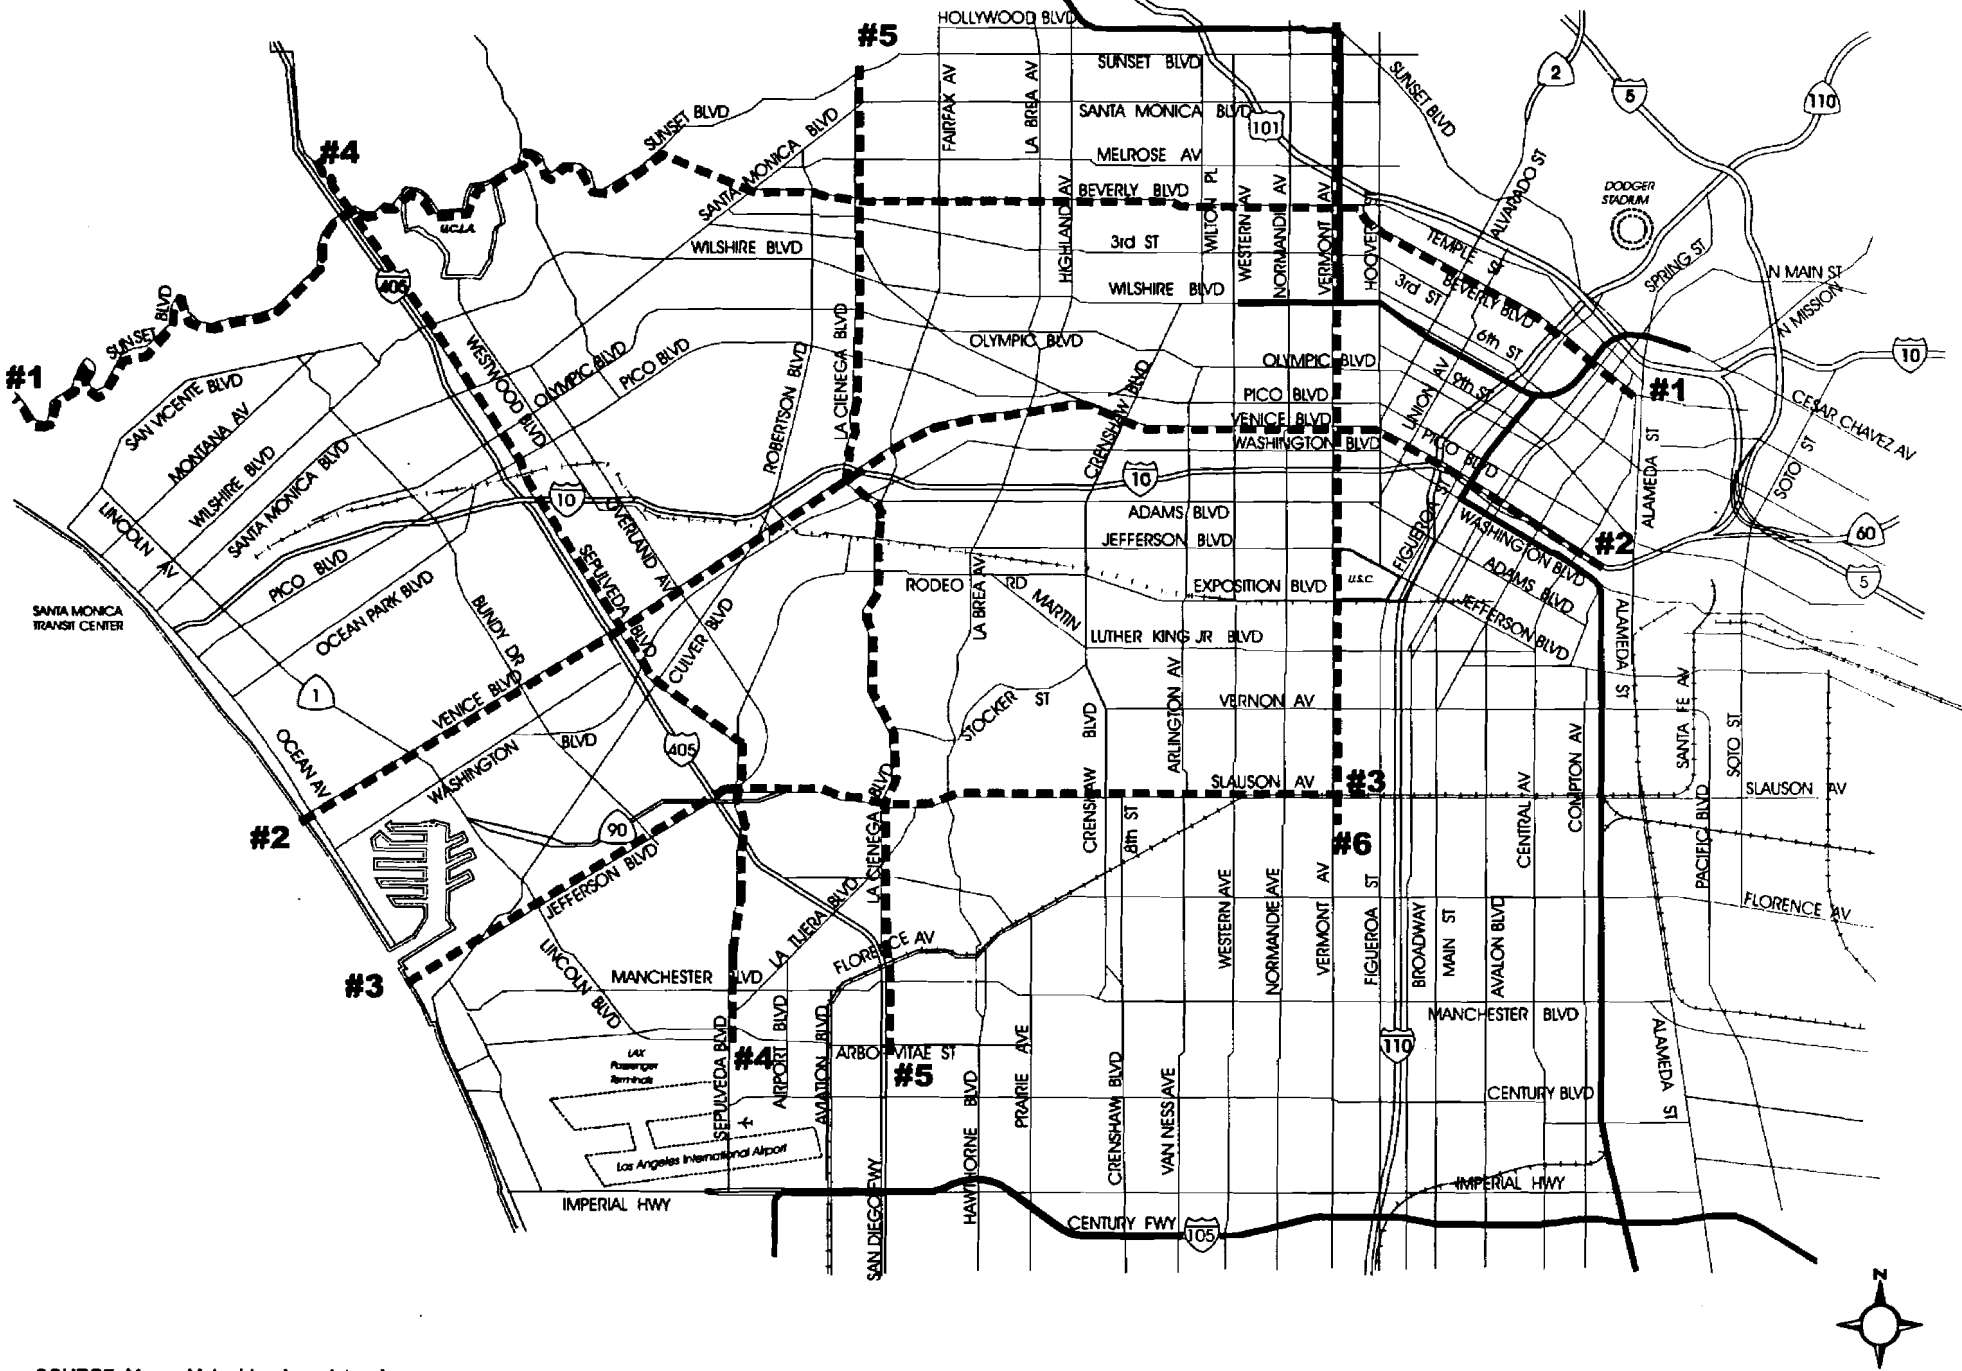 HOLLYWOOD BLVD
#5
SUNSET BLVD
SANTA MONICA BLVD
MELROSE AV
BEVERLY BLVD
3rd ST
WILSHIRE BLVD
OLYMPIC BLVD
FAIRFAX AV
LA BREA AV
HIGHLAND AV
WILTON PL
WESTERN AV
NORMANDIE AV
VERMONT AV
HOOVER
101
SUNSET BLVD
2
5
110
ALVARADO ST
DODGER
STADIUM
TEMPLE ST
BEVERLY BLVD
3rd ST
6th ST
9th ST
UNION AV
PICO BLVD
SPRING ST
N MAIN ST
N MISSION
10
CESAR CHAVEZ AV
#1
ALAMEDA ST
SOTO ST
60
5
#4
SUNSET BLVD
SANTA MONICA BLVD
U.C.L.A.
WILSHIRE BLVD
405
SUNSET BLVD
#1
SAN VICENTE BLVD
MONTANA AV
WILSHIRE BLVD
SANTA MONICA BLVD
LINCOLN AV
WESTWOOD BLVD
OLYMPIC BLVD
PICO BLVD
ROBERTSON BLVD
LA CIENEGA BLVD
CRENSHAW BLVD
OLYMPIC BLVD
PICO BLVD
VENICE BLVD
WASHINGTON BLVD
10
10
ADAMS BLVD
JEFFERSON BLVD
EXPOSITION BLVD
U.S.C.
FIGUEROA ST
WASHINGTON BLVD
ADAMS BLVD
JEFFERSON BLVD
#2
PICO BLVD
OCEAN PARK BLVD
SANTA MONICA
TRANSIT CENTER
OVERLAND AV
SEPULVEDA BLVD
CULVER BLVD
BUNDY DR
RODEO RD
LA BREA AV
MARTIN LUTHER KING JR BLVD
ARLINGTON AV
VERNON AV
STOCKER ST
CRENSHAW BLVD
8th ST
SLAUSON AV
#3
#6
1
VENICE BLVD
WASHINGTON BLVD
OCEAN AV
#2
405
90
JEFFERSON BLVD
LA CIENEGA BLVD
LA TIJERA BLVD
FLORENCE AV
#3
LINCOLN BLVD
MANCHESTER BLVD
ALAMEDA ST
SANTA FE AV
SOTO ST
PACIFIC BLVD
COMPTON AV
CENTRAL AV
SLAUSON AV
FLORENCE AV
WESTERN AVE
NORMANDIE AVE
VERMONT AV
FIGUEROA ST
BROADWAY
MAIN ST
AVALON BLVD
MANCHESTER BLVD
110
ALAMEDA ST
CENTURY BLVD
LAX
Passenger
Terminals
SEPULVEDA BLVD
#4
AIRPORT BLVD
AVIATION BLVD
ARBO VITAE ST
#5
HAWTHORNE BLVD
PRAIRIE AVE
CRENSHAW BLVD
VAN NESS AVE
Los Angeles International Airport
IMPERIAL HWY
SAN DIEGO FWY
CENTURY FWY
105
IMPERIAL HWY
N